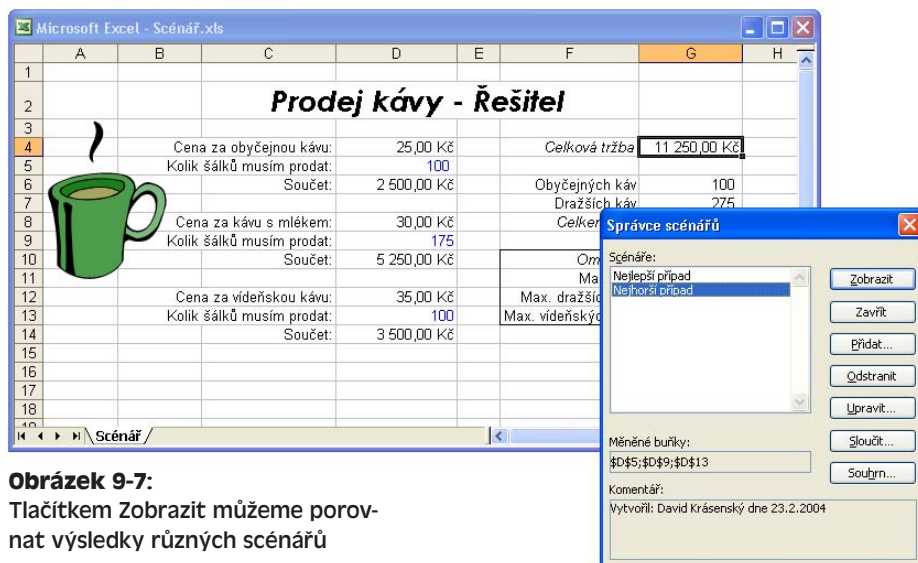 Microsoft Excel - Scénář.xls
A B C D E F G H
1
2 Prodej kávy - Řešitel
3
4 Cena za obyčejnou kávu: 25,00 Kč Celková tržba 11 250,00 Kč
5 Kolik šálků musím prodat: 100
6 Součet: 2 500,00 Kč Obyčejných káv 100
7 Dražších káv 275
8 Cena za kávu s mlékem: 30,00 Kč
9 Kolik šálků musím prodat: 175
10 Součet: 5 250,00 Kč
11
12 Cena za vídeňskou kávu: 35,00 Kč Max.
13 Kolik šálků musím prodat: 100 Max.
14 Součet: 3 500,00 Kč
15
16
17
18
Scénář
Správce scénářů
Scénáře:
Nejlepší případ
Nejhorší případ
Zobrazit
Zavřít
Přidat...
Odstranit
Upravit...
Sloučit...
Souhrn...
Měněné buňky:
$D$5;$D$9;$D$13
Komentář:
Vytvořil: David Krásenský dne 23.2.2004
Obrázek 9-7:
Tlačítkem Zobrazit můžeme porov-
nat výsledky různých scénářů